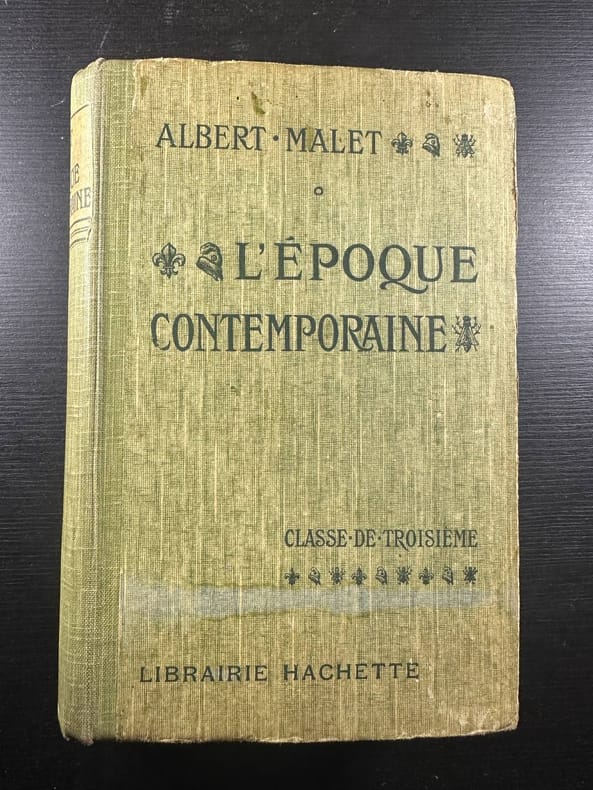 ALBERT·MALET
L'ÉPOQUE
CONTEMPORAINE
CLASSE·DE·TROISIÈME
LIBRAIRIE HACHETTE